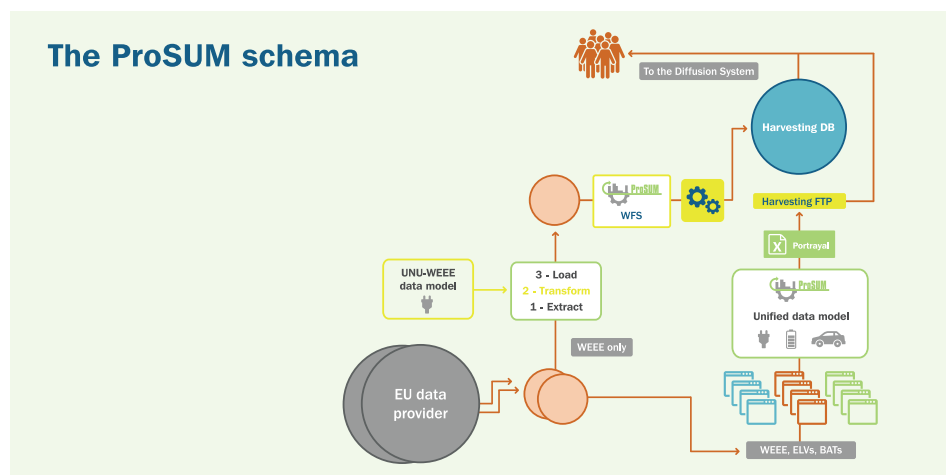 The ProSUM schema
To the Diffusion System
Harvesting DB
ProSUM
WFS
Harvesting FTP
X
Portrayal
UNU-WEEE
data model
3 - Load
2 - Transform
1 - Extract
ProSUM
Unified data model
WEEE only
EU data
provider
WEEE, ELVs, BATs